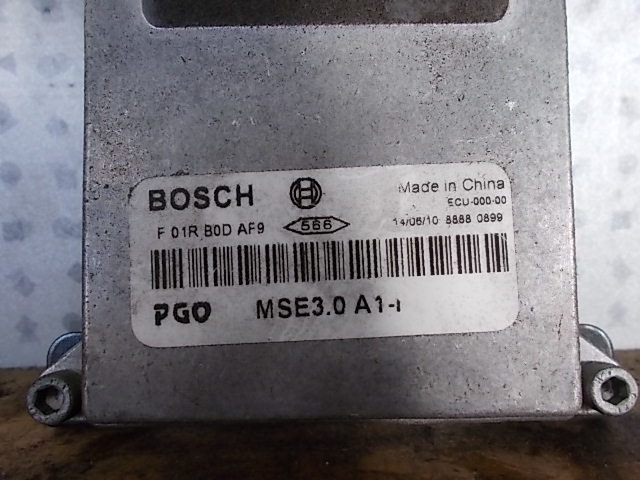 BOSCH
Made in China
ECU-000-00
F 01R B0D AF9
566
14/06/10 8888 0899
PGO MSE3.0 A1-I